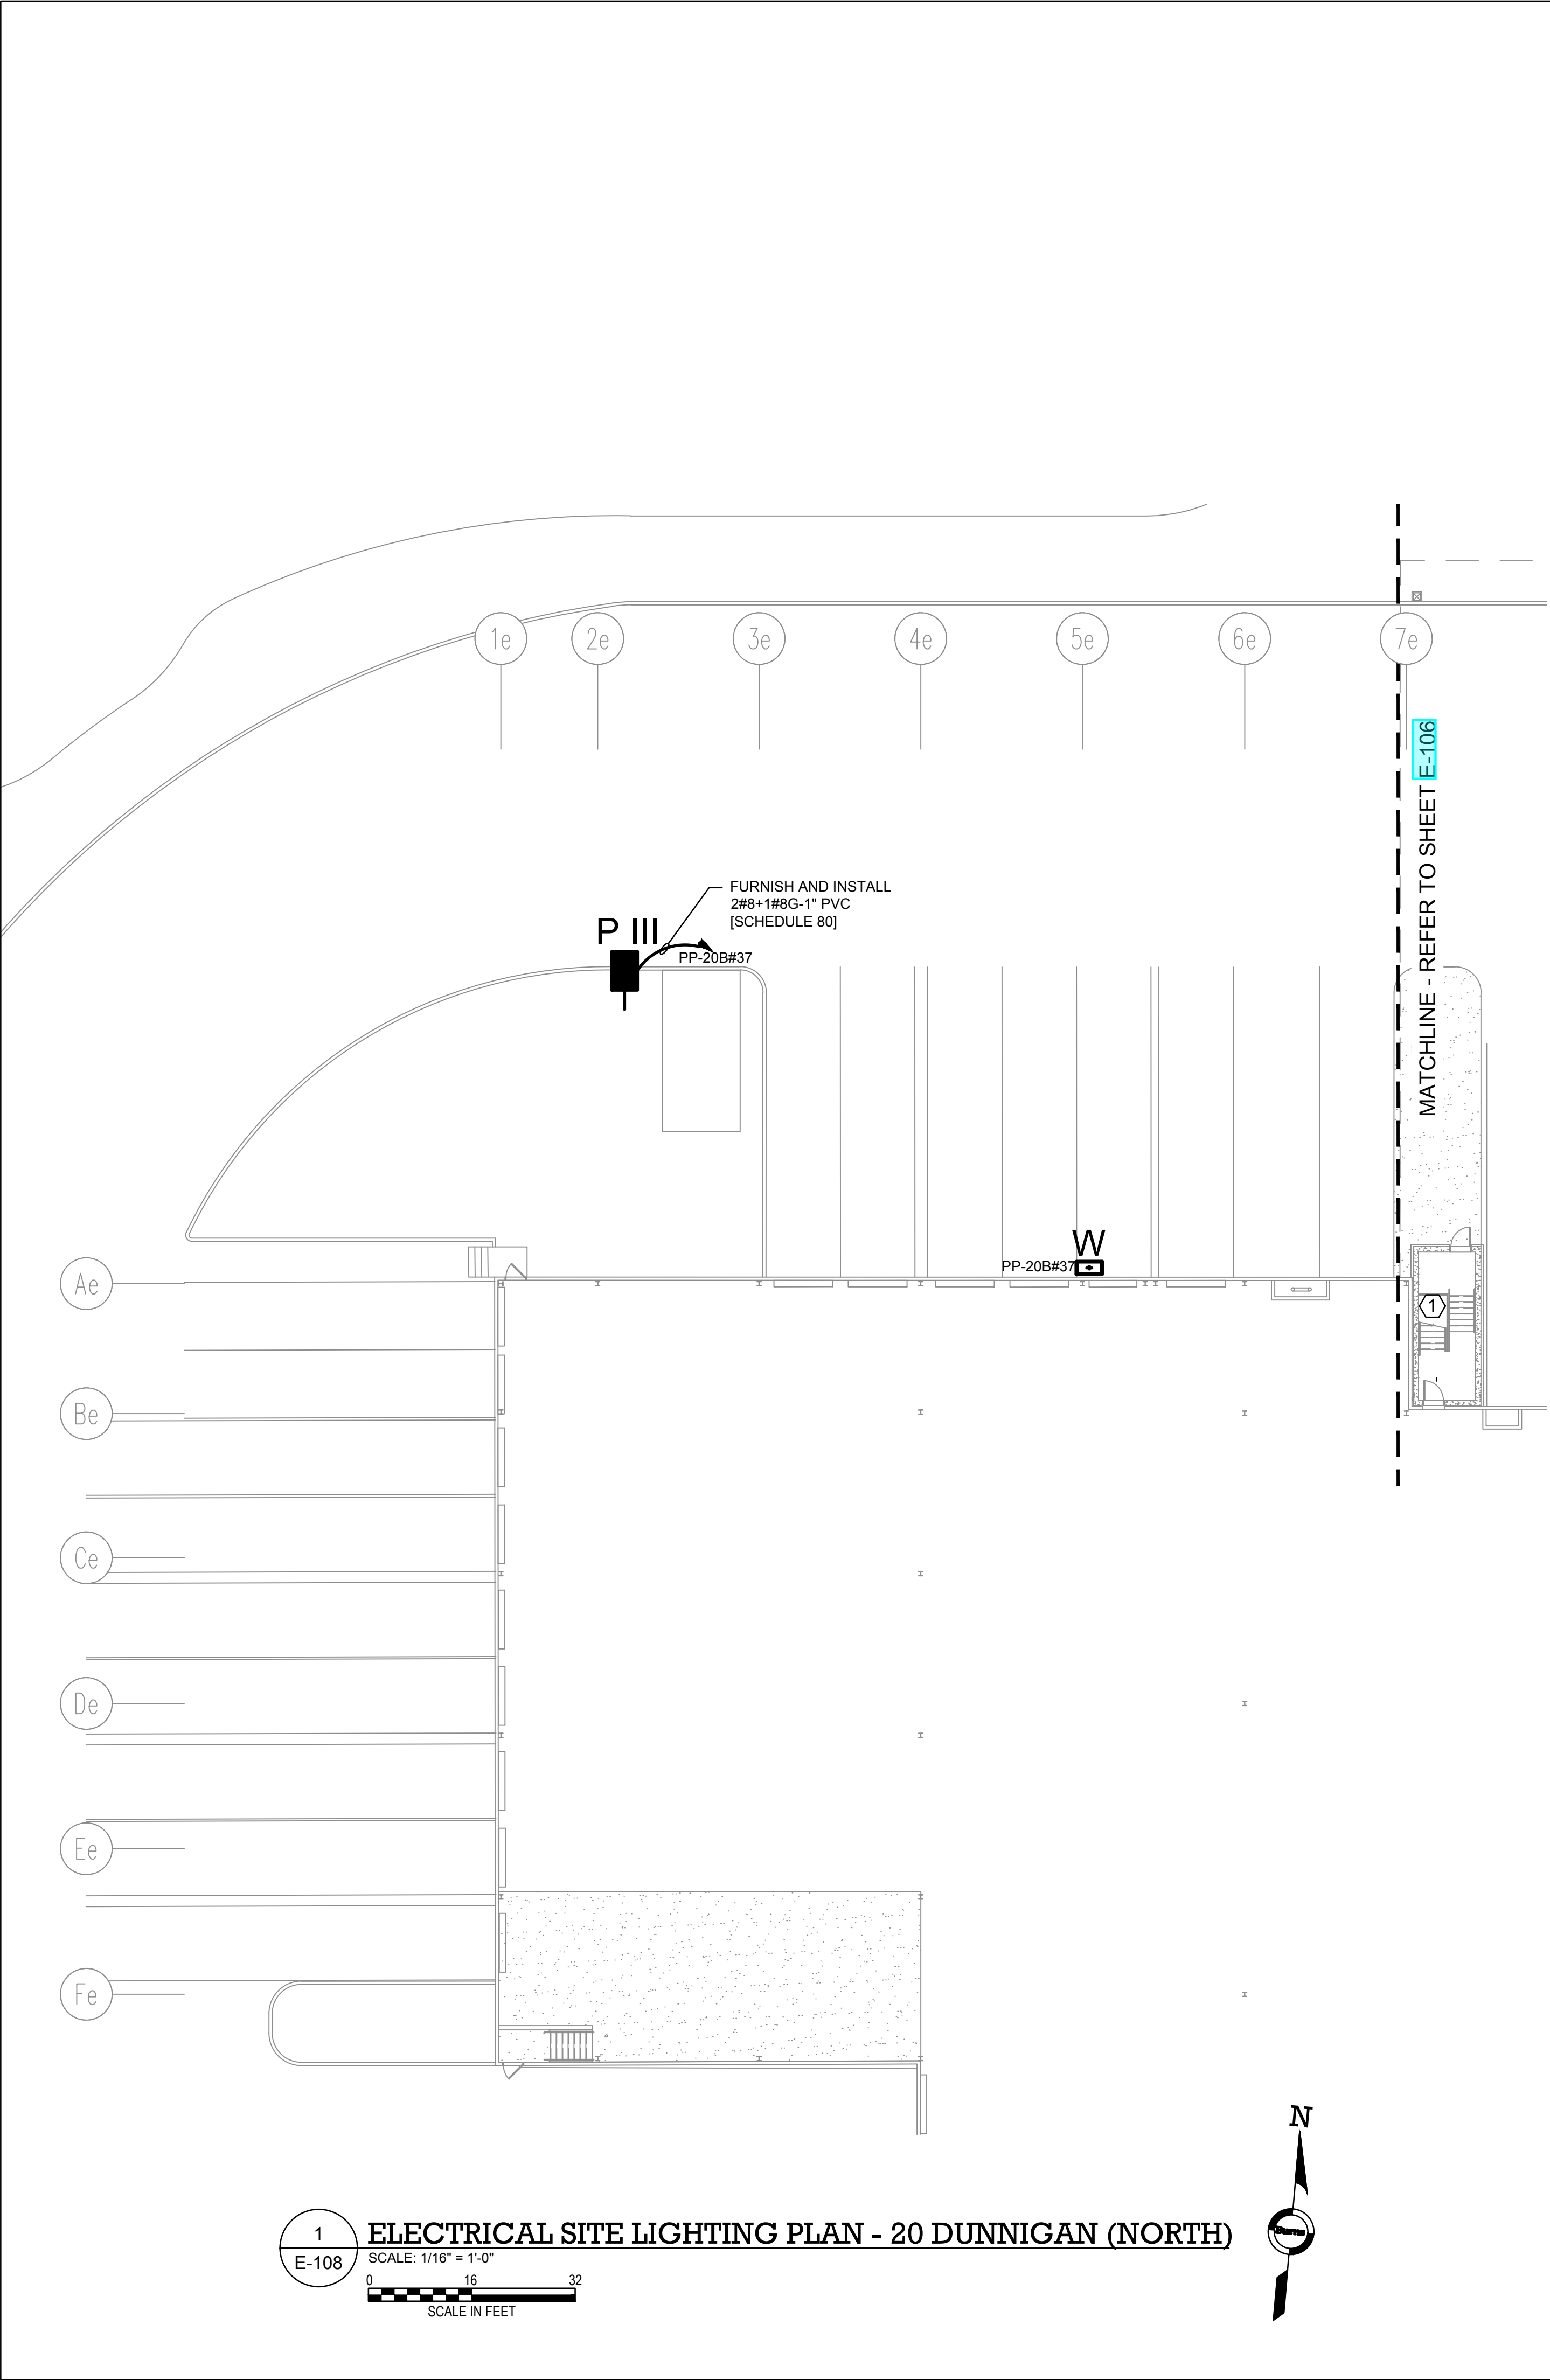 1e 2e 3e 4e 5e 6e 7e
MATCHLINE - REFER TO SHEET E-106
FURNISH AND INSTALL
2#8+1#8G-1" PVC
[SCHEDULE 80]
P III
PP-20B#37
W
PP-20B#37
Ae
1
Be
Ce
De
Ee
Fe
N
Burns
1
E-108
ELECTRICAL SITE LIGHTING PLAN - 20 DUNNIGAN (NORTH)
SCALE: 1/16" = 1'-0"
0 16 32
SCALE IN FEET